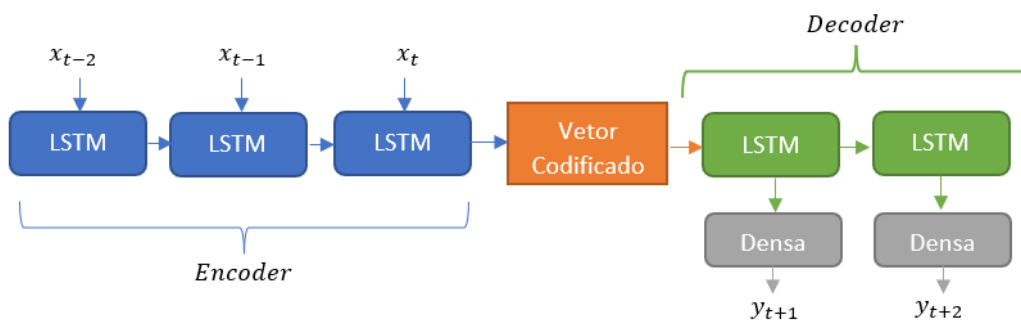 Decoder
x_{t-2} x_{t-1} x_t
LSTM LSTM LSTM Vetor Codificado LSTM LSTM
Encoder
Densa Densa
y_{t+1} y_{t+2}